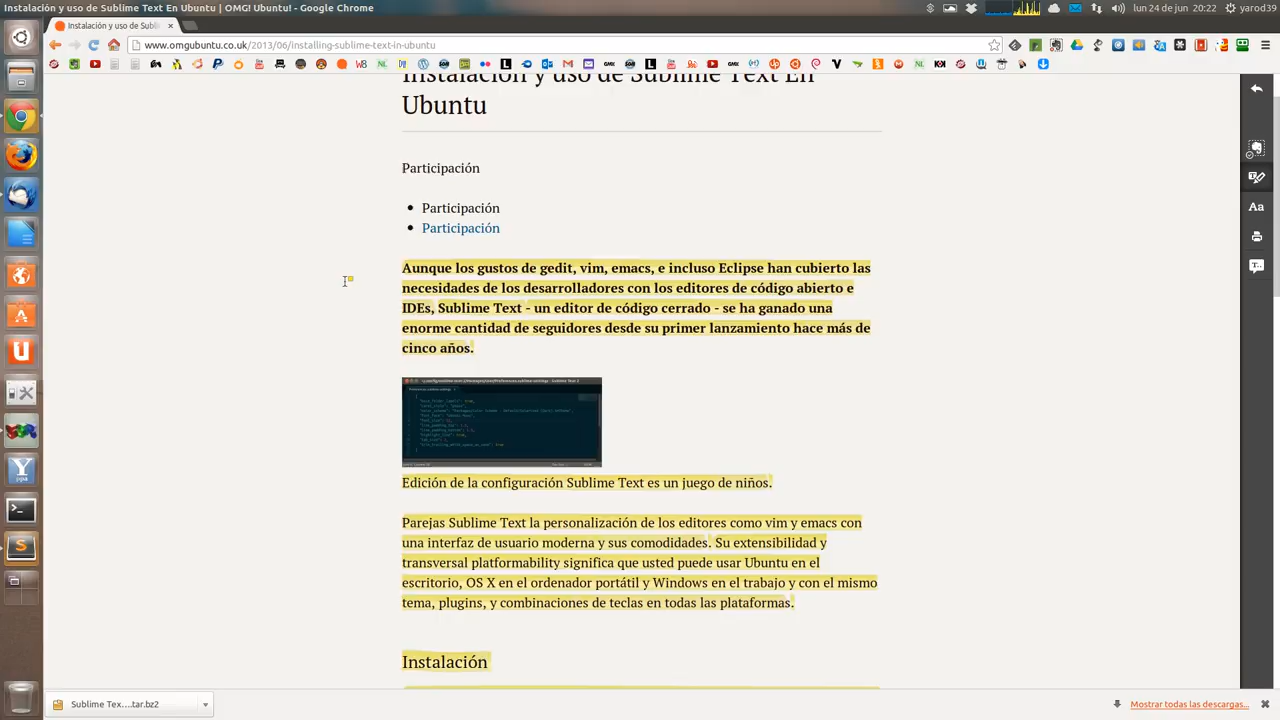 Instalación y uso de Sublime Text En Ubuntu | OMG! Ubuntu! - Google Chrome
lun 24 de jun 20:22
yarod39
Instalación y uso de Subl
www.omgubuntu.co.uk/2013/06/installing-sublime-text-in-ubuntu
Instalación y uso de Sublime Text En
Ubuntu
Participación
Participación
Participación
Aunque los gustos de gedit, vim, emacs, e incluso Eclipse han cubierto las
necesidades de los desarrolladores con los editores de código abierto e
IDEs, Sublime Text - un editor de código cerrado - se ha ganado una
enorme cantidad de seguidores desde su primer lanzamiento hace más de
cinco años.
Edición de la configuración Sublime Text es un juego de niños.
Parejas Sublime Text la personalización de los editores como vim y emacs con
una interfaz de usuario moderna y sus comodidades. Su extensibilidad y
transversal platformability significa que usted puede usar Ubuntu en el
escritorio, OS X en el ordenador portátil y Windows en el trabajo y con el mismo
tema, plugins, y combinaciones de teclas en todas las plataformas.
Instalación
Sublime Tex....tar.bz2
Mostrar todas las descargas...